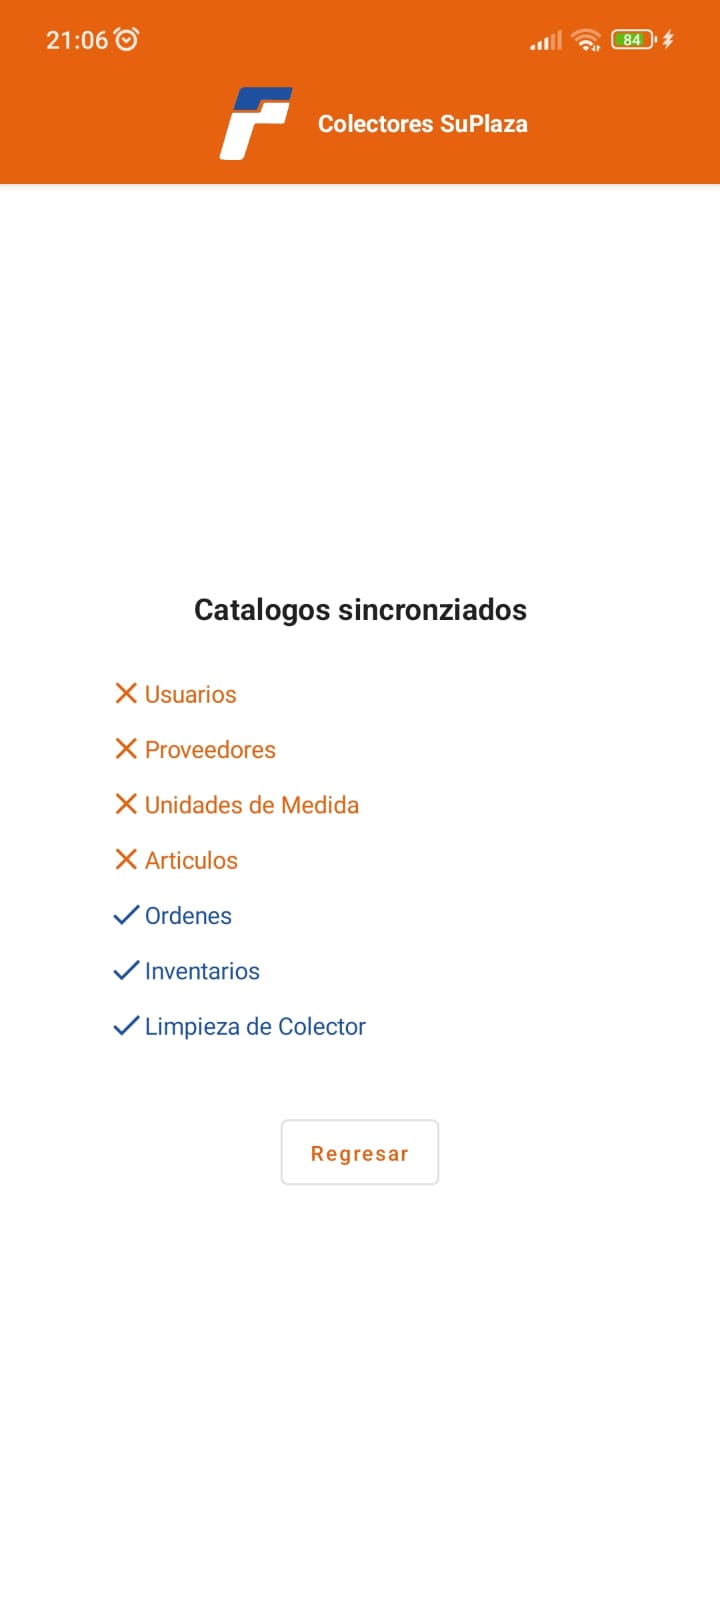 21:06
84
Colectores SuPlaza
Catalogos sincronziados
Usuarios
Proveedores
Unidades de Medida
Articulos
Ordenes
Inventarios
Limpieza de Colector
Regresar